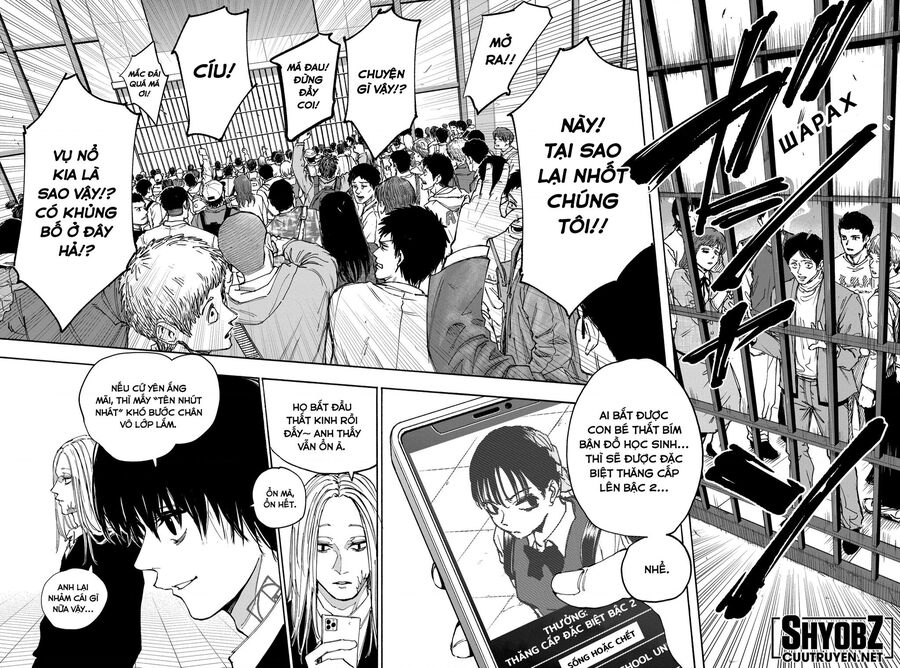 ШАРАХ
MỞ
RA!!
NÀY!
TẠI SAO
LẠI NHỐT
CHÚNG
TÔI!!
CHUYỆN
GÌ VẬY!?
MÁ ĐAU!
ĐỪNG
ĐẨY
COI!
CÍU!
MẮC ĐÁI
QUÁ MÁ
ƠI!
VỤ NỔ
KIA LÀ
SAO VẬY!?
CÓ KHỦNG
BỐ Ở ĐÂY
HẢ!?
AI BẮT ĐƯỢC
CON BÉ THẮT BÍM
BẬN ĐỒ HỌC SINH...
THÌ SẼ ĐƯỢC ĐẶC
BIỆT THĂNG CẤP
LÊN BẬC 2...
NHỂ.
THƯỞNG:
THĂNG CẤP ĐẶC BIỆT BẬC 2
SỐNG HOẶC CHẾT
HỌ BẮT ĐẦU
THẤT KINH RỒI
ĐẤY~ ANH THẤY
VẪN ỔN À.
ỔN MÀ,
ỔN HẾT.
NẾU CỨ YÊN ẮNG
MÃI, THÌ MẤY "TÊN NHÚT
NHÁT" KHÓ BƯỚC CHÂN
VÔ LỚP LẮM.
ANH LẠI
NHẢM CÁI GÌ
NỮA VẬY...
SHYOBZ
CUUTRUYEN.NET